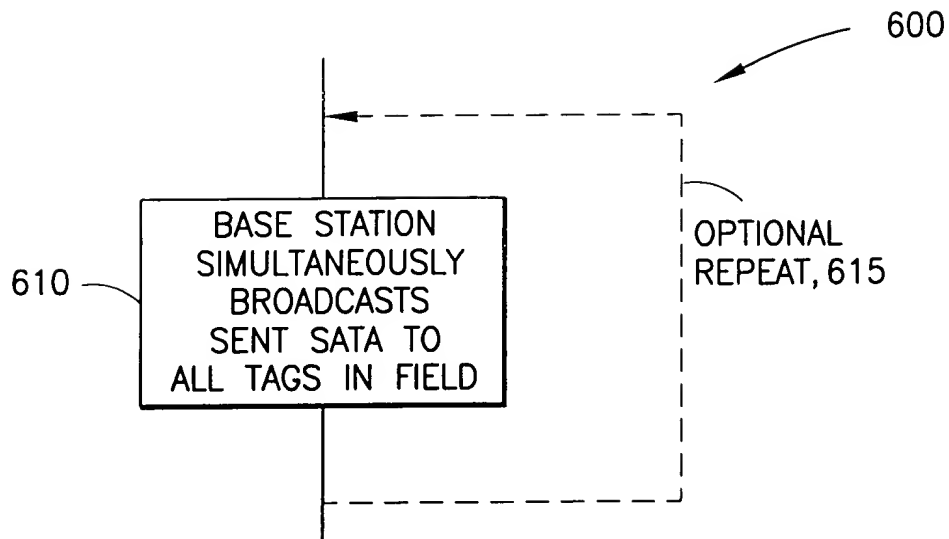 600
BASE STATION
SIMULTANEOUSLY
BROADCASTS
SENT SATA TO
ALL TAGS IN FIELD
610
OPTIONAL
REPEAT, 615